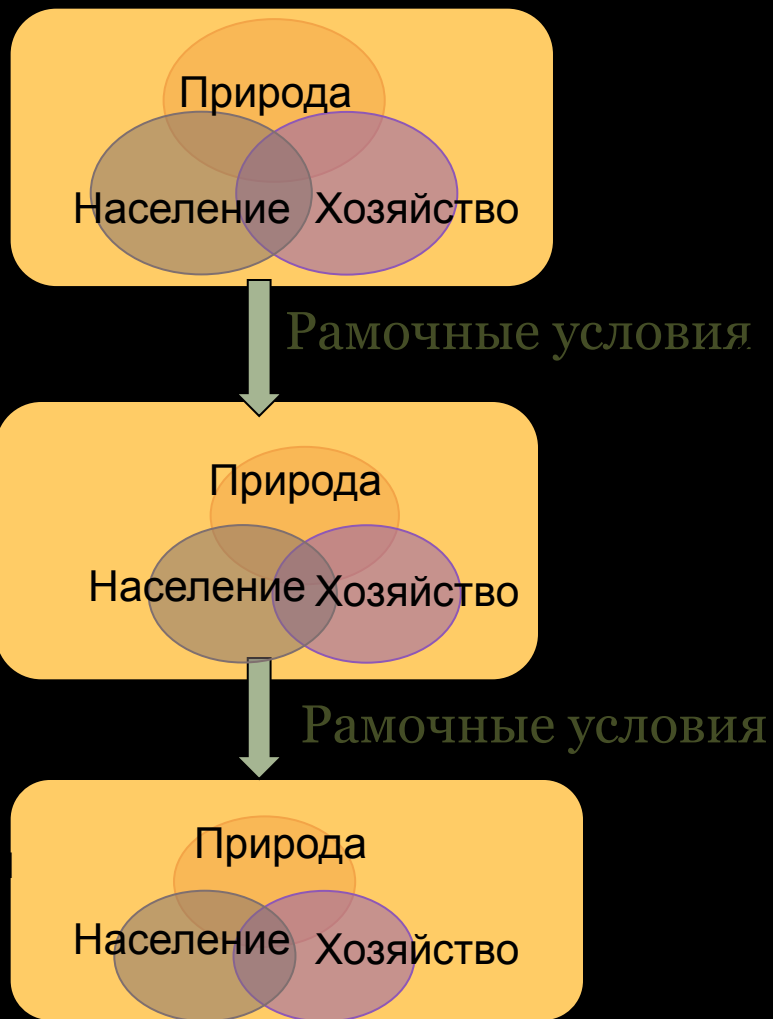 Природа
Население Хозяйство
Рамочные условия
Природа
Население Хозяйство
Рамочные условия
Природа
Население Хозяйство